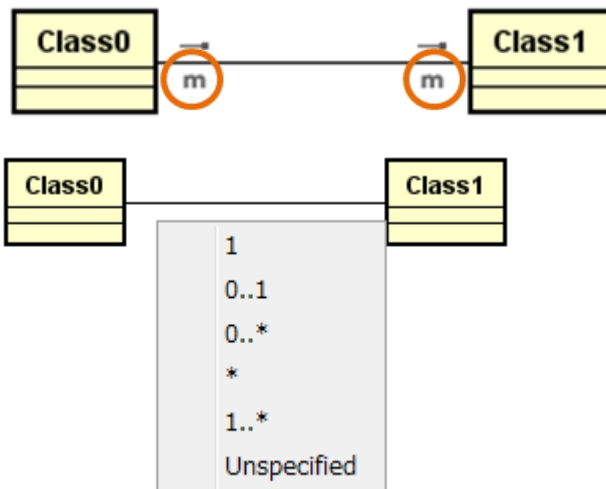 Class0
Class1
m
m
Class0
Class1
1
0..1
0..*
*
1..*
Unspecified